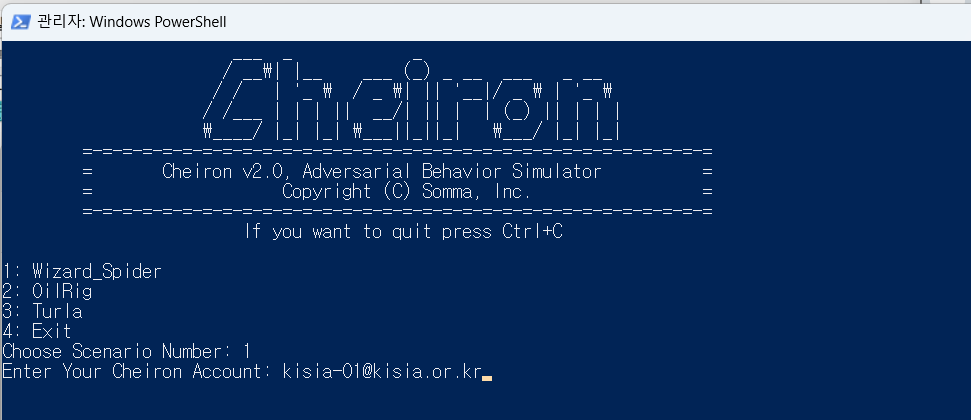 관리자: Windows PowerShell
Cheiron
=-=-=-=-=-=-=-=-=-=-=-=-=-=-=-=-=-=-=-=-=-=-=-=-=-=-=-=-=-=-=-=
= Cheiron v2.0, Adversarial Behavior Simulator =
= Copyright (C) Somma, Inc. =
=-=-=-=-=-=-=-=-=-=-=-=-=-=-=-=-=-=-=-=-=-=-=-=-=-=-=-=-=-=-=-=
If you want to quit press Ctrl+C
1: Wizard_Spider
2: OilRig
3: Turla
4: Exit
Choose Scenario Number: 1
Enter Your Cheiron Account: kisia-01@kisia.or.kr